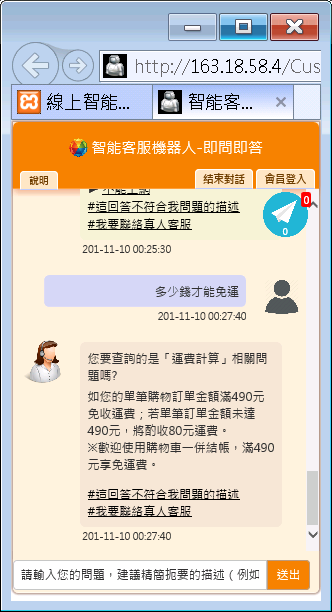 http://163.18.58.4/Cus
線上智能...
智能客...
智能客服機器人-即問即答
說明
結束對話
會員登入
#這回答不符合我問題的描述
#我要聯絡真人客服
0
0
201-11-10 00:25:30
多少錢才能免運
201-11-10 00:27:40
您要查詢的是「運費計算」相關問
題嗎?
如您的單筆購物訂單金額滿490元
免收運費；若單筆訂單金額未達
490元，將酌收80元運費。
※歡迎使用購物車一併結帳，滿490
元享免運費。
#這回答不符合我問題的描述
#我要聯絡真人客服
201-11-10 00:27:40
請輸入您的問題，建議精簡扼要的描述（例如
送出